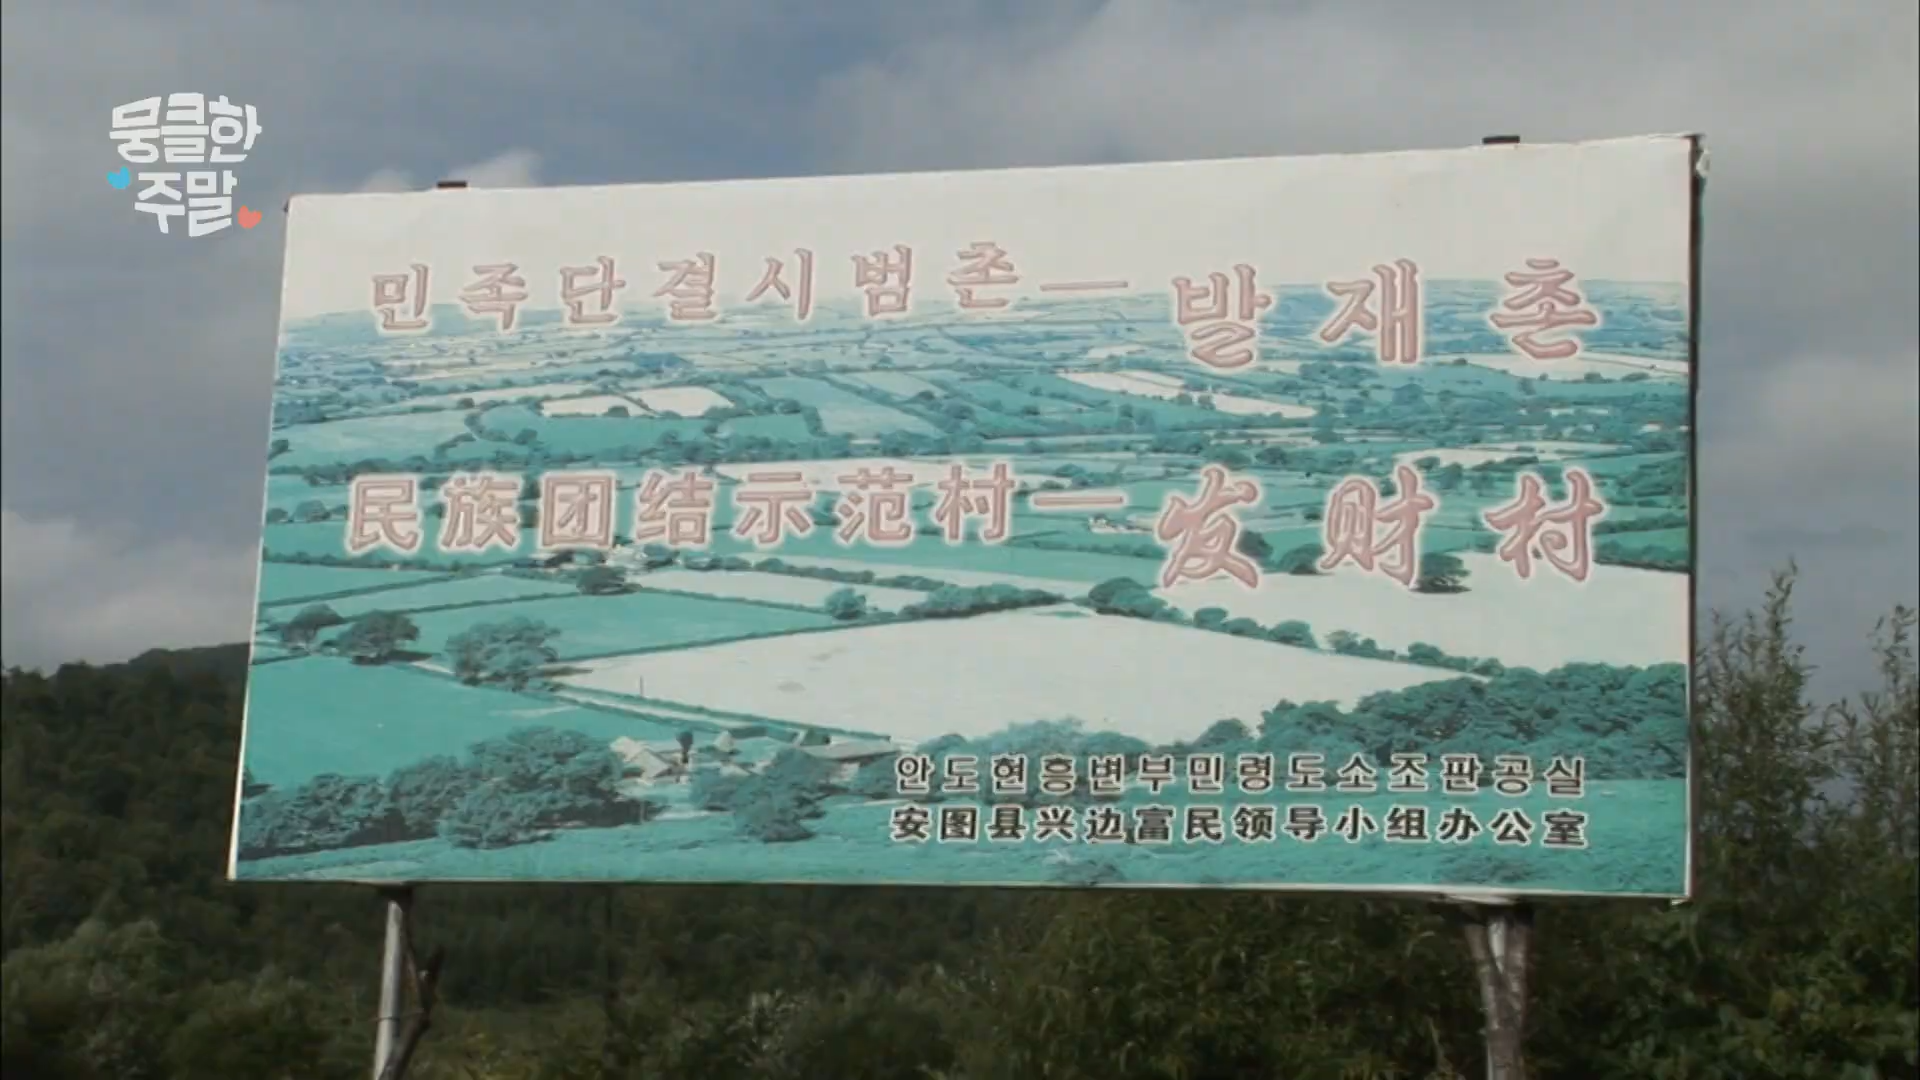 뭉클한
주말
민족단결시범촌—발재촌
民族团结示范村—发财村
안도현흥변부민령도소조판공실
安图县兴边富民领导小组办公室